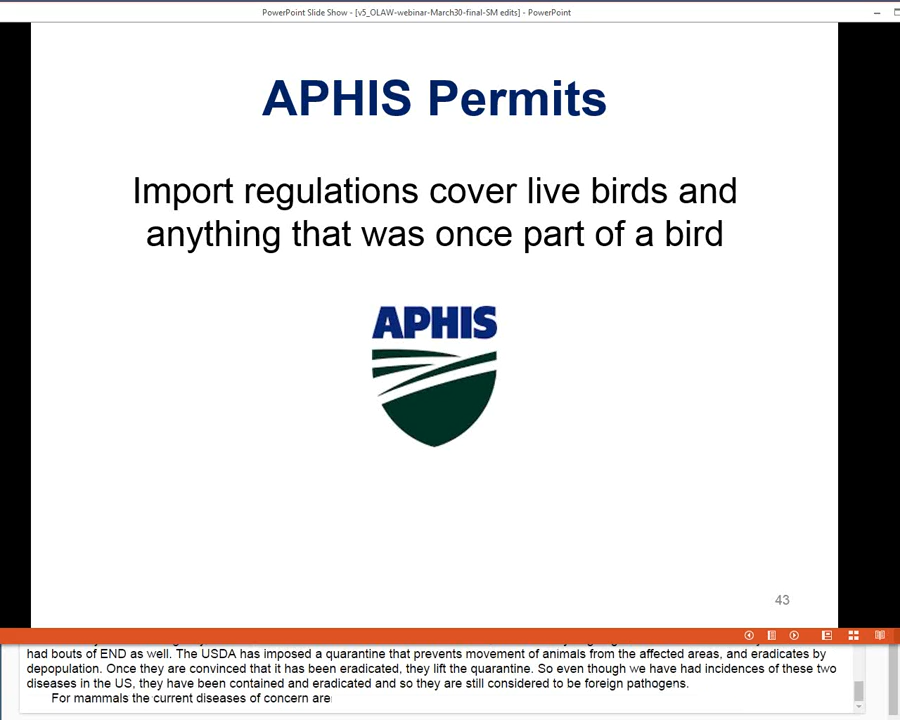 PowerPoint Slide Show - [v5_OLAW-webinar-March30-final-SM edits] - PowerPoint
APHIS Permits
Import regulations cover live birds and
anything that was once part of a bird
APHIS
43
had bouts of END as well. The USDA has imposed a quarantine that prevents movement of animals from the affected areas, and eradicates by
depopulation. Once they are convinced that it has been eradicated, they lift the quarantine. So even though we have had incidences of these two
diseases in the US, they have been contained and eradicated and so they are still considered to be foreign pathogens.
For mammals the current diseases of concern are